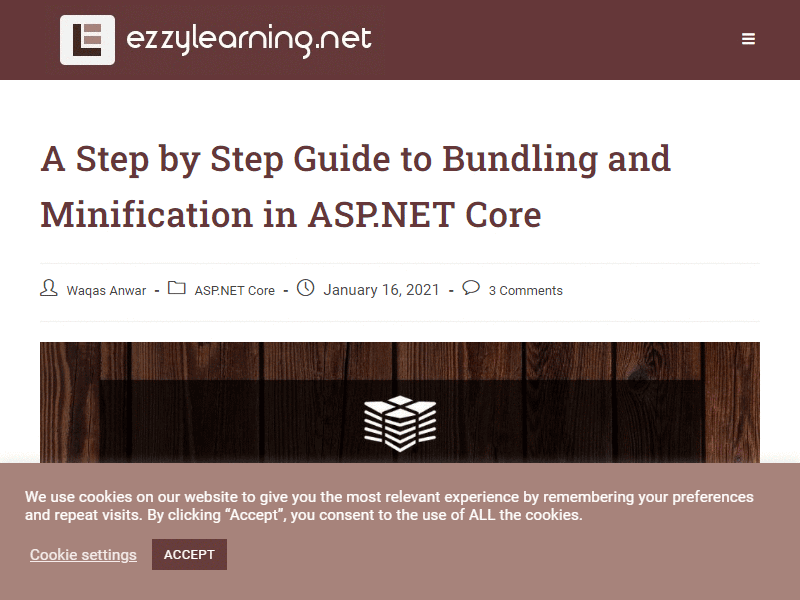 ezzylearning.net
A Step by Step Guide to Bundling and
Minification in ASP.NET Core
Waqas Anwar - ASP.NET Core - January 16, 2021 - 3 Comments
We use cookies on our website to give you the most relevant experience by remembering your preferences
and repeat visits. By clicking “Accept”, you consent to the use of ALL the cookies.
Cookie settings ACCEPT